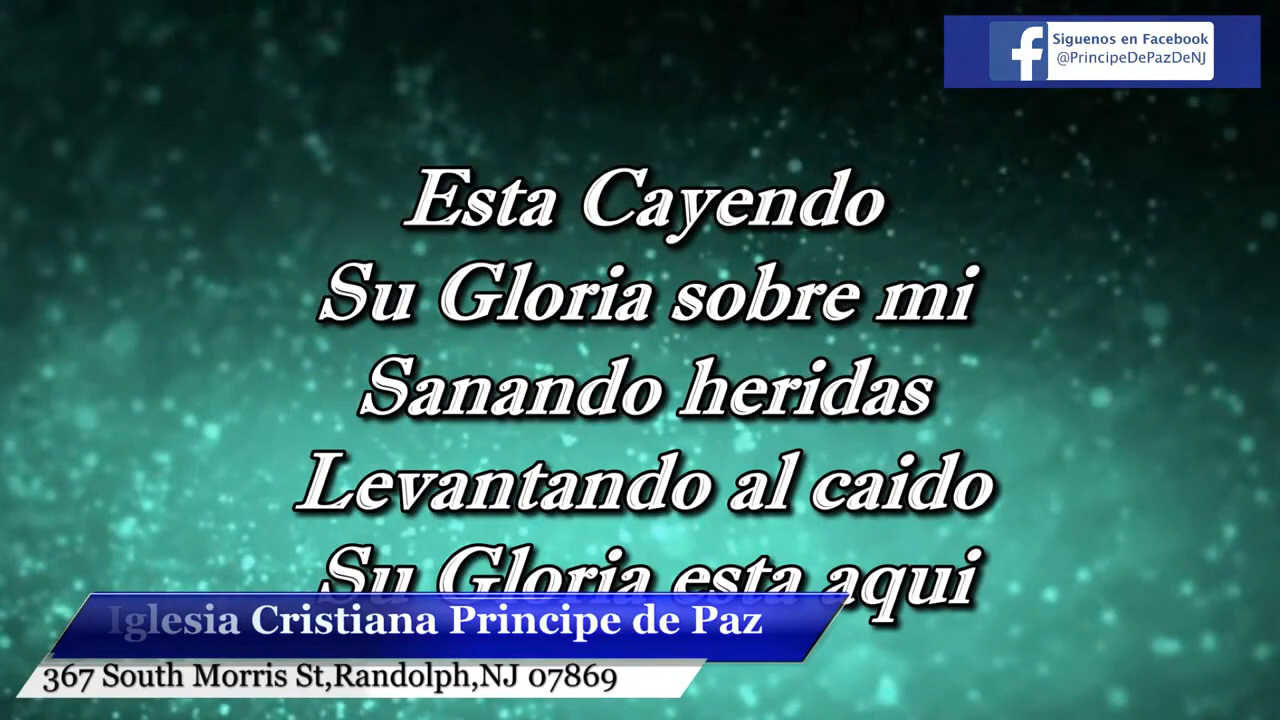 Siguenos en Facebook
@PrincipeDePazDeNJ
Esta Cayendo
Su Gloria sobre mi
Sanando heridas
Levantando al caido
Su Gloria esta aqui
Iglesia Cristiana Principe de Paz
367 South Morris St,Randolph,NJ 07869